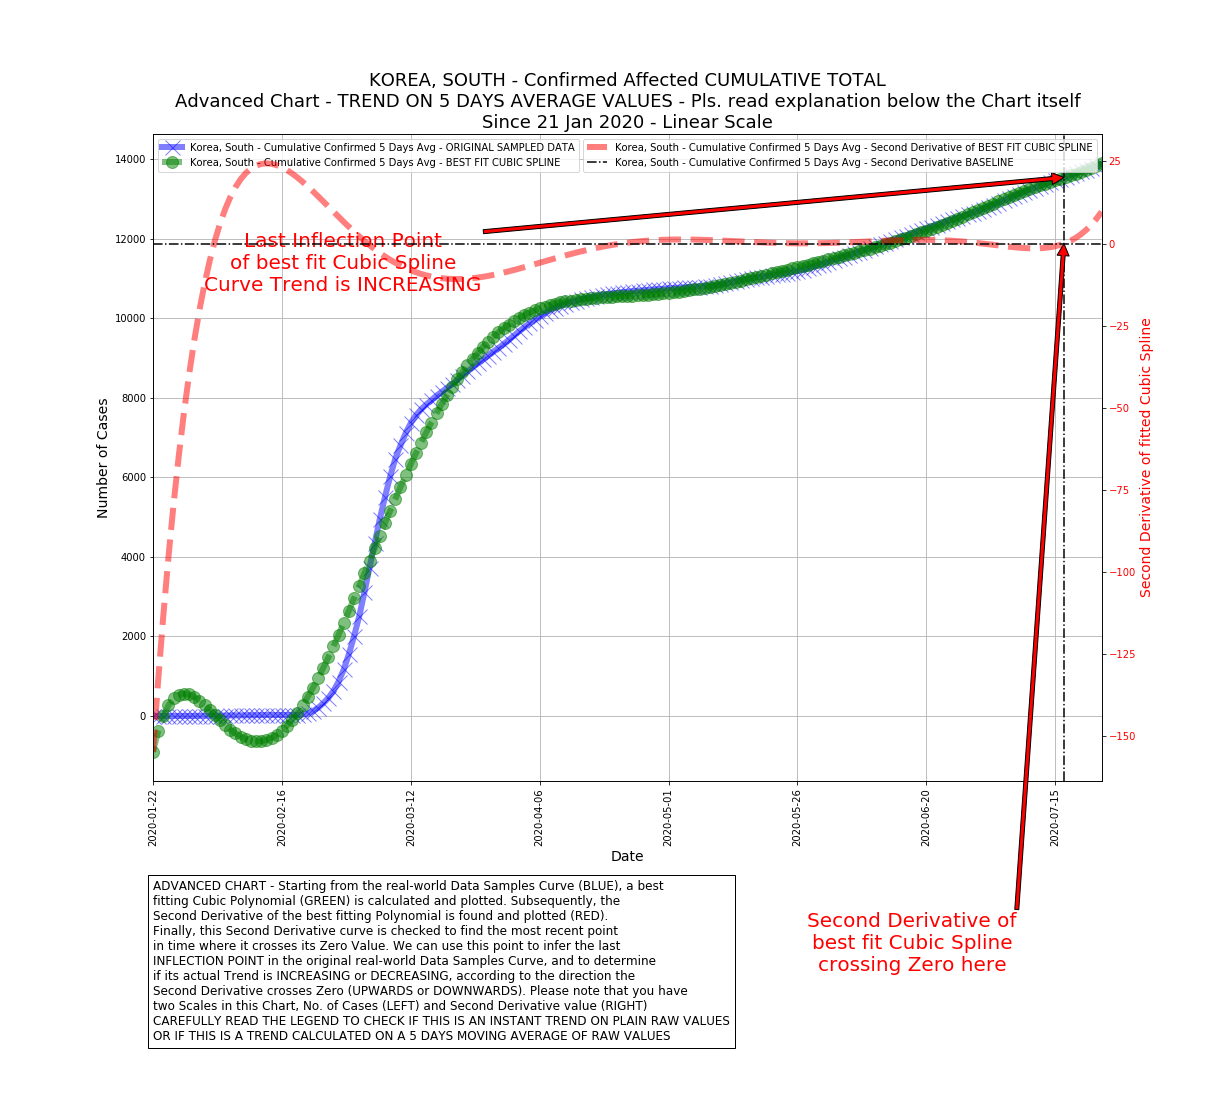 KOREA, SOUTH - Confirmed Affected CUMULATIVE TOTAL
Advanced Chart - TREND ON 5 DAYS AVERAGE VALUES - Pls. read explanation below the Chart itself
Since 21 Jan 2020 - Linear Scale
Korea, South - Cumulative Confirmed 5 Days Avg - ORIGINAL SAMPLED DATA
Korea, South - Cumulative Confirmed 5 Days Avg - BEST FIT CUBIC SPLINE
Korea, South - Cumulative Confirmed 5 Days Avg - Second Derivative of BEST FIT CUBIC SPLINE
Korea, South - Cumulative Confirmed 5 Days Avg - Second Derivative BASELINE
14000
12000
10000
8000
6000
4000
2000
0
Number of Cases
Last Inflection Point
of best fit Cubic Spline
Curve Trend is INCREASING
25
0
−25
−50
−75
−100
−125
−150
Second Derivative of fitted Cubic Spline
2020-01-22
2020-02-16
2020-03-12
2020-04-06
2020-05-01
2020-05-26
2020-06-20
2020-07-15
Date
Second Derivative of
best fit Cubic Spline
crossing Zero here
ADVANCED CHART - Starting from the real-world Data Samples Curve (BLUE), a best
fitting Cubic Polynomial (GREEN) is calculated and plotted. Subsequently, the
Second Derivative of the best fitting Polynomial is found and plotted (RED).
Finally, this Second Derivative curve is checked to find the most recent point
in time where it crosses its Zero Value. We can use this point to infer the last
INFLECTION POINT in the original real-world Data Samples Curve, and to determine
if its actual Trend is INCREASING or DECREASING, according to the direction the
Second Derivative crosses Zero (UPWARDS or DOWNWARDS). Please note that you have
two Scales in this Chart, No. of Cases (LEFT) and Second Derivative value (RIGHT)
CAREFULLY READ THE LEGEND TO CHECK IF THIS IS AN INSTANT TREND ON PLAIN RAW VALUES
OR IF THIS IS A TREND CALCULATED ON A 5 DAYS MOVING AVERAGE OF RAW VALUES